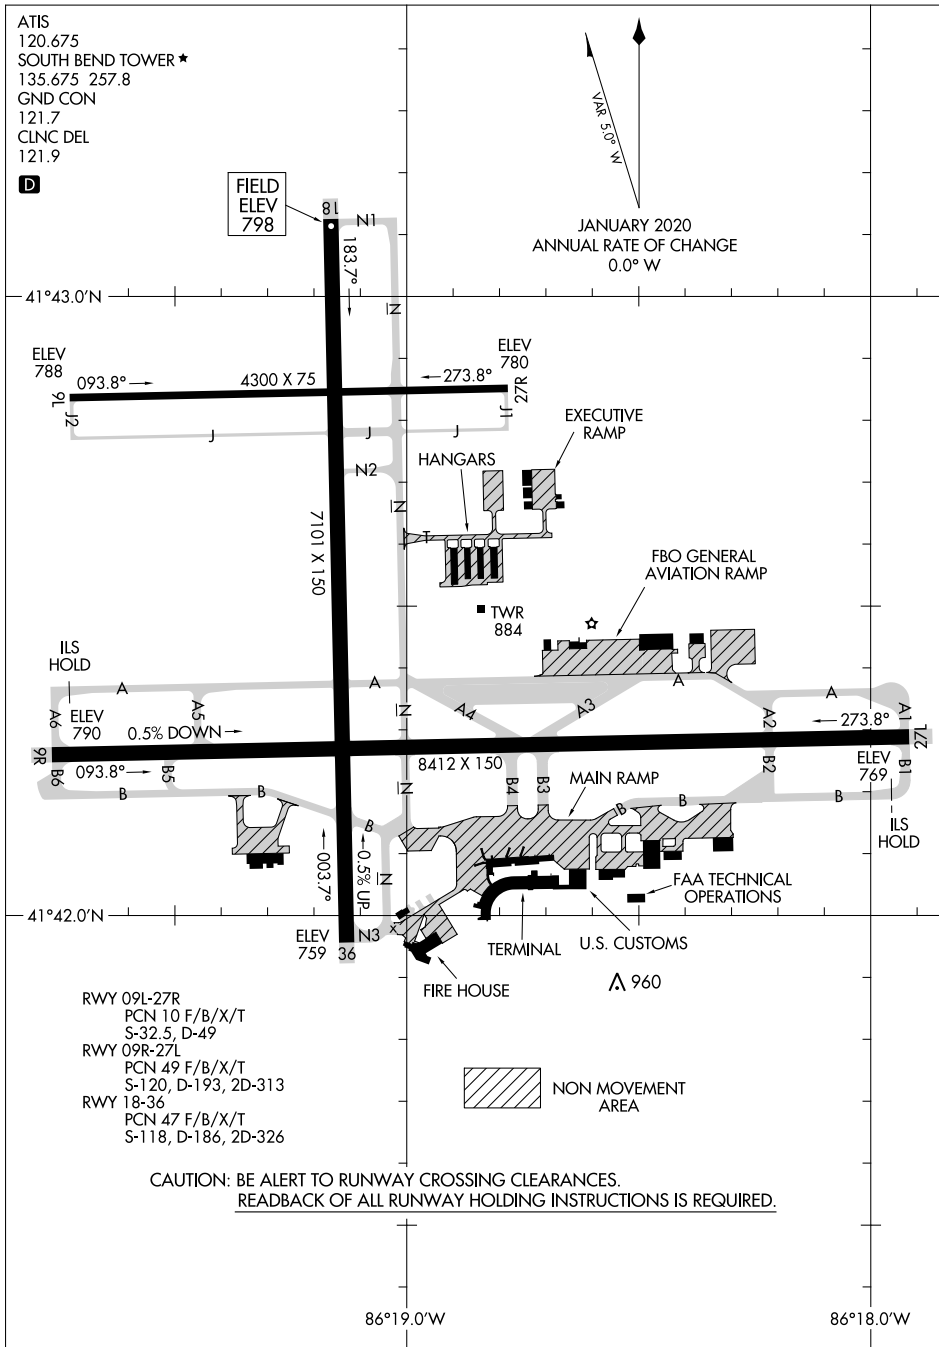 ATIS
120.675
SOUTH BEND TOWER★
135.675 257.8
GND CON
121.7
CLNC DEL
121.9
D
VAR 5.0° W
JANUARY 2020
ANNUAL RATE OF CHANGE
0.0° W
FIELD
ELEV
798
18
N1
183.7°
N
41°43.0'N
ELEV
788
093.8°
4300 X 75
273.8°
ELEV
780
9L
27R
J2
J
J
J
J1
N2
N
7101 X 150
HANGARS
EXECUTIVE
RAMP
T
TWR
884
FBO GENERAL
AVIATION RAMP
ILS
HOLD
A
A
A
A
A6
ELEV
790
A5
0.5% DOWN
N
A4
A3
A2
273.8°
A1
9R
27L
B6
093.8°
B5
8412 X 150
ELEV
769
B2
B1
B
B
B
N
B4
B3
MAIN RAMP
B
B
B
ILS
HOLD
003.7°
0.5% UP
N
FAA TECHNICAL
OPERATIONS
41°42.0'N
ELEV
759
36
N3
X
TERMINAL
U.S. CUSTOMS
FIRE HOUSE
960
RWY 09L-27R
PCN 10 F/B/X/T
S-32.5, D-49
RWY 09R-27L
PCN 49 F/B/X/T
S-120, D-193, 2D-313
RWY 18-36
PCN 47 F/B/X/T
S-118, D-186, 2D-326
NON MOVEMENT
AREA
CAUTION: BE ALERT TO RUNWAY CROSSING CLEARANCES.
READBACK OF ALL RUNWAY HOLDING INSTRUCTIONS IS REQUIRED.
86°19.0'W
86°18.0'W